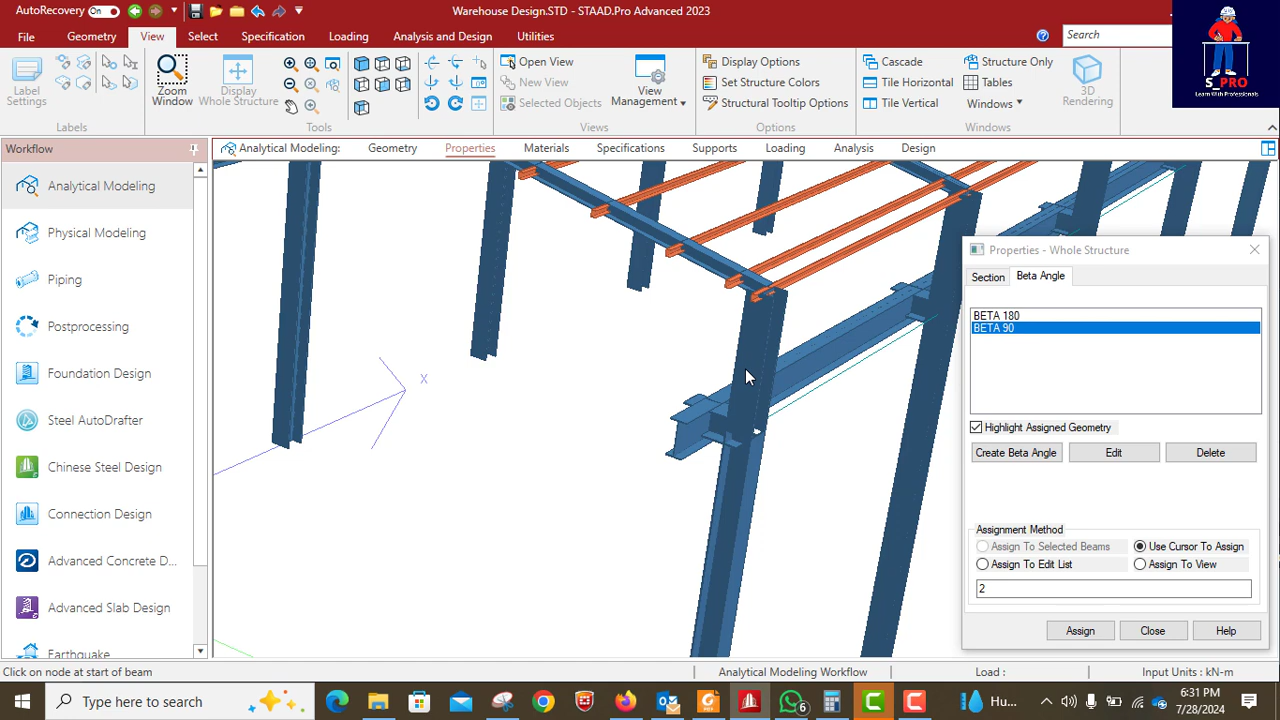 AutoRecovery On
Warehouse Design.STD - STAAD.Pro Advanced 2023
File
Geometry
View
Select
Specification
Loading
Analysis and Design
Utilities
Search
S_PRO
Learn With Professionals
Label Settings
Labels
Zoom Window
Display Whole Structure
Tools
Open View
New View
Selected Objects
View Management
Views
Display Options
Set Structure Colors
Structural Tooltip Options
Options
Cascade
Tile Horizontal
Tile Vertical
Structure Only
Tables
Windows
Windows
3D Rendering
Workflow
Analytical Modeling:
Geometry
Properties
Materials
Specifications
Supports
Loading
Analysis
Design
Analytical Modeling
Physical Modeling
Piping
Postprocessing
Foundation Design
Steel AutoDrafter
Chinese Steel Design
Connection Design
Advanced Concrete D...
Advanced Slab Design
Earthquake
X
Properties - Whole Structure
Section
Beta Angle
BETA 180
BETA 90
Highlight Assigned Geometry
Create Beta Angle
Edit
Delete
Assignment Method
Assign To Selected Beams
Use Cursor To Assign
Assign To Edit List
Assign To View
2
Assign
Close
Help
Click on node at start of beam
Analytical Modeling Workflow
Load :
Input Units : kN-m
Type here to search
6
Hu...
6:31 PM
7/28/2024